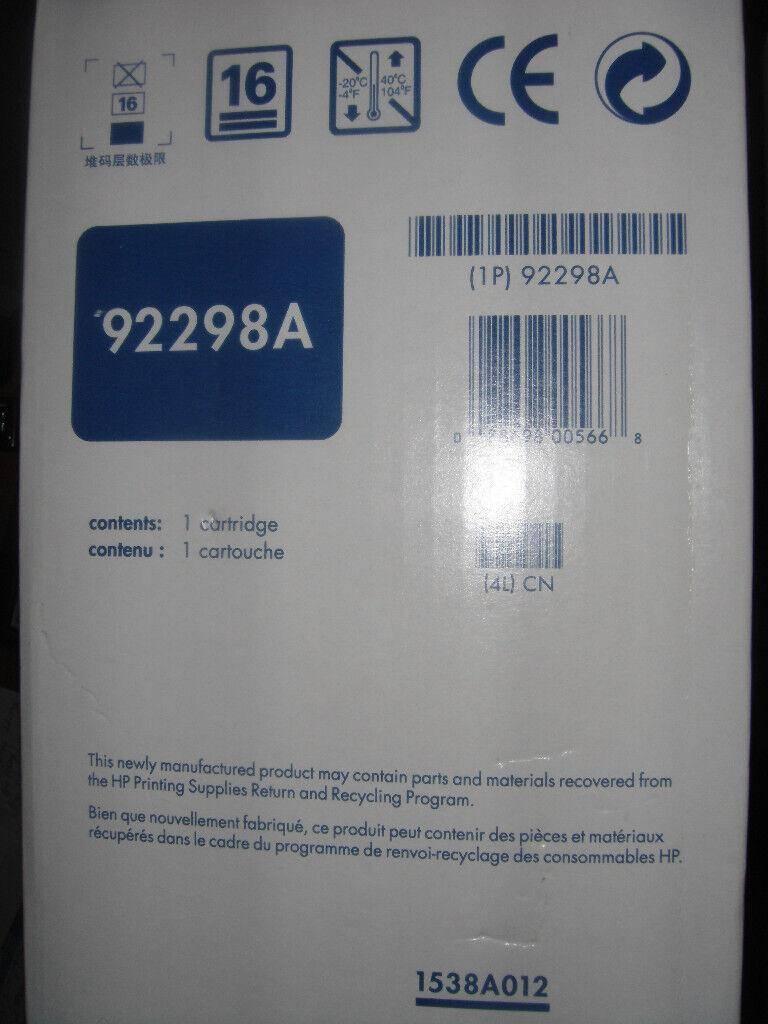 16
堆码层数极限
16
-20°C
-4°F
40°C
104°F
CE
(1P) 92298A
92298A
0 00566 8
contents: 1 cartridge
contenu : 1 cartouche
(4L) CN
This newly manufactured product may contain parts and materials recovered from
the HP Printing Supplies Return and Recycling Program.
Bien que nouvellement fabriqué, ce produit peut contenir des pièces et matériaux
récupérés dans le cadre du programme de renvoi-recyclage des consommables HP.
1538A012